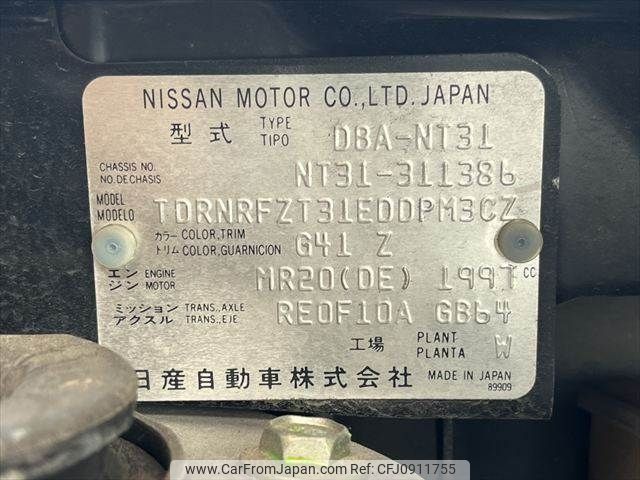 NISSAN MOTOR CO.,LTD. JAPAN
型式 TYPE TIPO DBA-NT31
CHASSIS NO. NO.DECHASIS NT31-311386
MODEL MODELO TDRNRFZT31EDDPM3CZ
カラー COLOR,TRIM トリム COLOR,GUARNICION G41 Z
エンジン ENGINE MOTOR MR20(DE) 1997 CC
ミッション TRANS.,AXLE アクスル TRANS.,EJE RE0F10A GB64
工場 PLANT PLANTA W
日産自動車株式会社 MADE IN JAPAN
89909
www.CarFromJapan.com | Photo ID: CFJ0911755